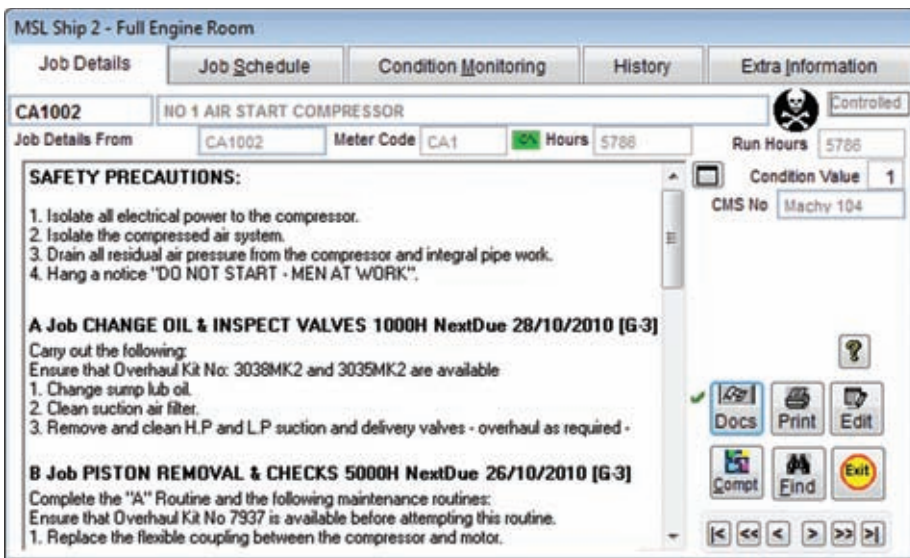 MSL Ship 2 - Full Engine Room
Job Details Job Schedule Condition Monitoring History Extra Information
CA1002 NO 1 AIR START COMPRESSOR Controlled
Job Details From CA1002 Meter Code CA1 Hours 5786 Run Hours 5786
SAFETY PRECAUTIONS: Condition Value 1
CMS No Machy 104
1. Isolate all electrical power to the compressor.
2. Isolate the compressed air system.
3. Drain all residual air pressure from the compressor and integral pipe work.
4. Hang a notice "DO NOT START - MEN AT WORK".
A Job CHANGE OIL & INSPECT VALVES 1000H NextDue 28/10/2010 [G-3]
Carry out the following:
Ensure that Overhaul Kit No: 3038MK2 and 3035MK2 are available
1. Change sump lub oil.
2. Clean suction air filter.
3. Remove and clean H.P and L.P suction and delivery valves - overhaul as required -
B Job PISTON REMOVAL & CHECKS 5000H NextDue 26/10/2010 [G-3]
Complete the "A" Routine and the following maintenance routines:
Ensure that Overhaul Kit No 7937 is available before attempting this routine.
1. Replace the flexible coupling between the compressor and motor.
?
Docs Print Edit
Compt Find Exit
|< << < > >> >|